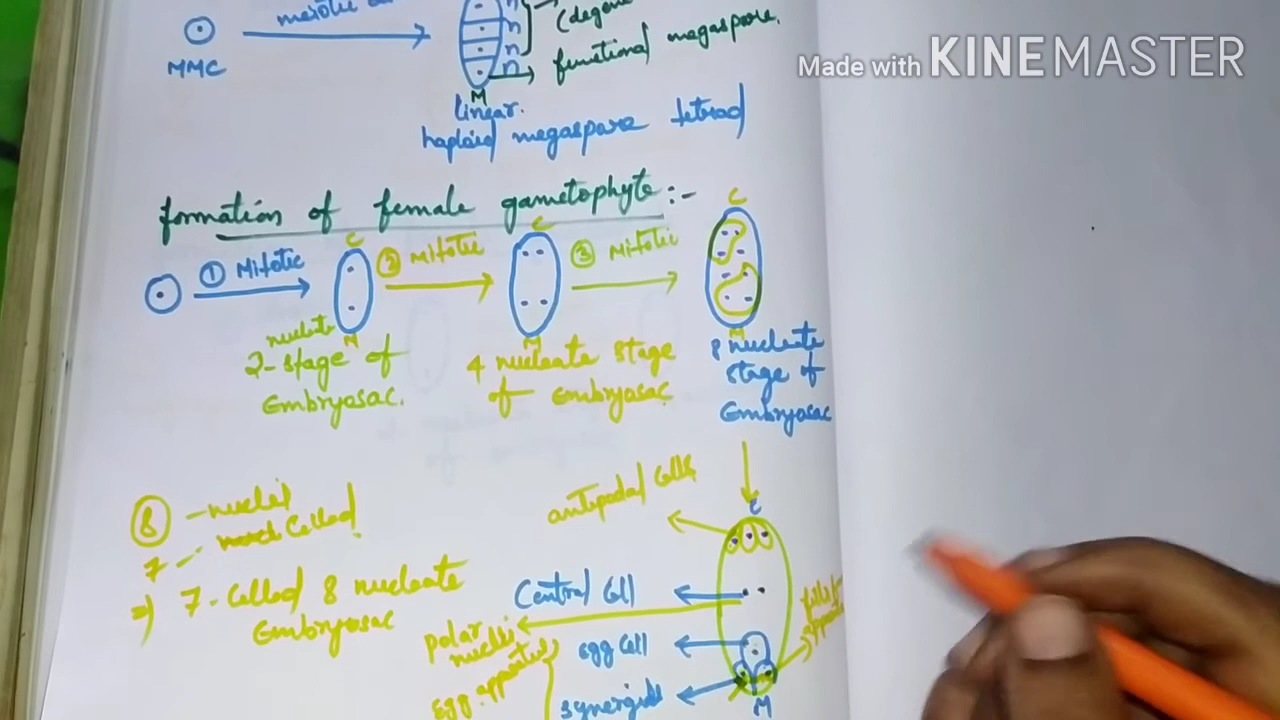 meiotic
Made with KINEMASTER
MMC
n
n
n
(degene
functional megaspore.
M
linear.
haploid megaspore tetrad
formation of female gametophyte:-
① Mitotic
② Mitotic
③ Mitotic
C
C
C
M
M
M
nucleate
2-stage of
Embryosac.
4 nucleate stage
of Embryosac
8 nucleate
stage of
Embryosac
⑧ - nuclei
7 - celled
=) 7-celled 8 nucleate
Embryosac
antipodal cells
C
Central Cell
polar
nuclei
egg cell
egg apparatus
synergids
M